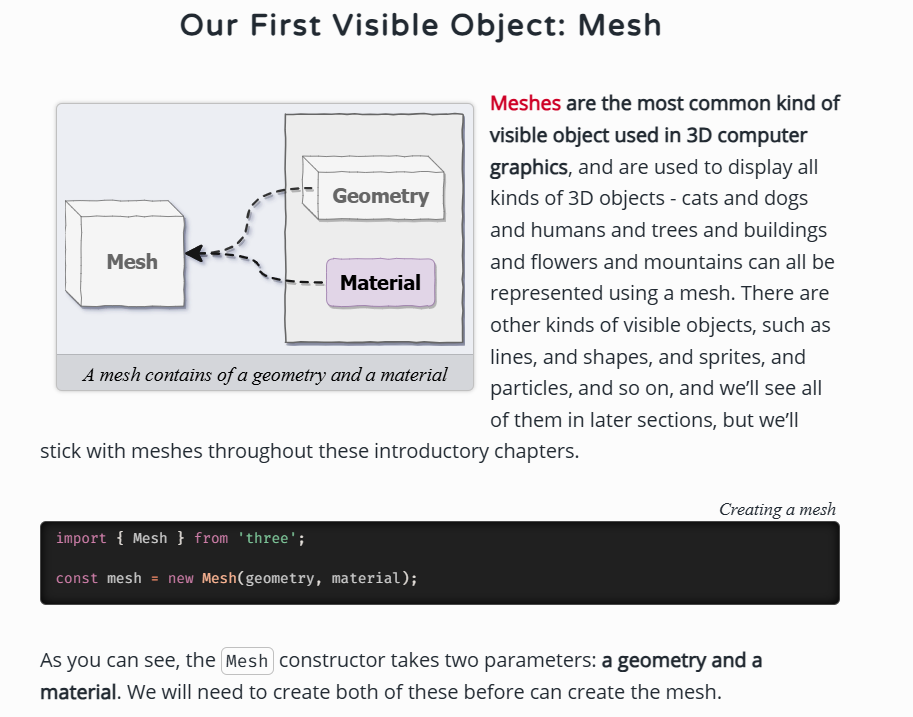 Our First Visible Object: Mesh
Mesh
Geometry
Material
A mesh contains of a geometry and a material
Meshes are the most common kind of
visible object used in 3D computer
graphics, and are used to display all
kinds of 3D objects - cats and dogs
and humans and trees and buildings
and flowers and mountains can all be
represented using a mesh. There are
other kinds of visible objects, such as
lines, and shapes, and sprites, and
particles, and so on, and we’ll see all
of them in later sections, but we’ll
stick with meshes throughout these introductory chapters.
Creating a mesh
import { Mesh } from 'three';
const mesh = new Mesh(geometry, material);
As you can see, the Mesh constructor takes two parameters: a geometry and a
material. We will need to create both of these before can create the mesh.